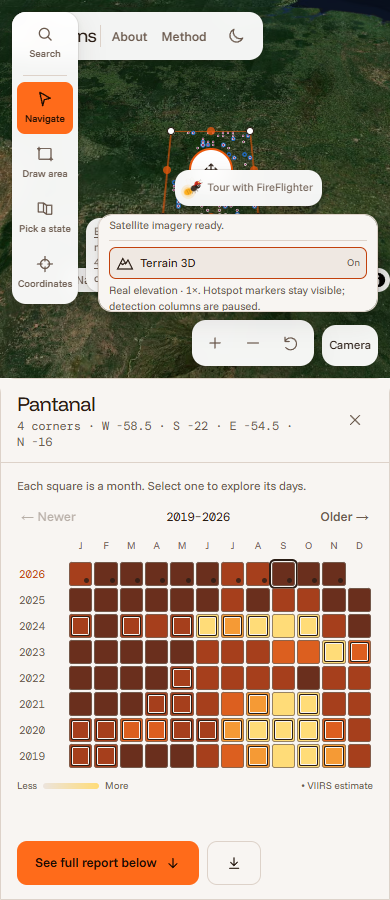 Search
ms
About
Method
Navigate
Draw area
Pick a state
Coordinates
Tour with FireFlighter
Satellite imagery ready.
Terrain 3D
On
Real elevation · 1×. Hotspot markers stay visible;
detection columns are paused.
Camera
Pantanal
4 corners · W -58.5 · S -22 · E -54.5 ·
N -16
Each square is a month. Select one to explore its days.
← Newer
2019–2026
Older →
J F M A M J J A S O N D
2026
2025
2024
2023
2022
2021
2020
2019
Less
More
• VIIRS estimate
See full report below ↓